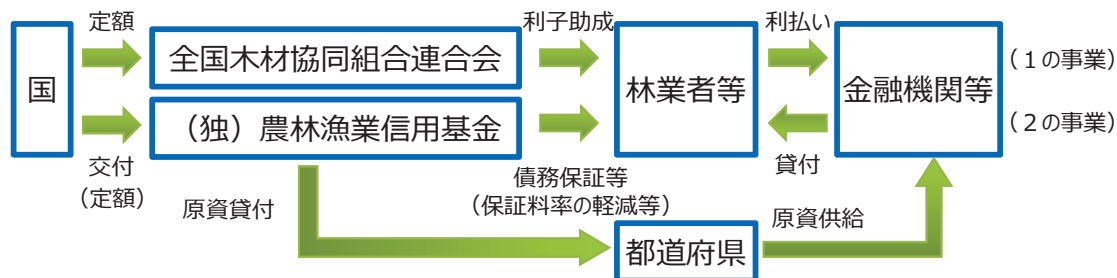 定額
利子助成
利払い
国
全国木材協同組合連合会
林業者等
金融機関等
（１の事業）
（独）農林漁業信用基金
（２の事業）
交付
（定額）
原資貸付
債務保証等
（保証料率の軽減等）
貸付
都道府県
原資供給